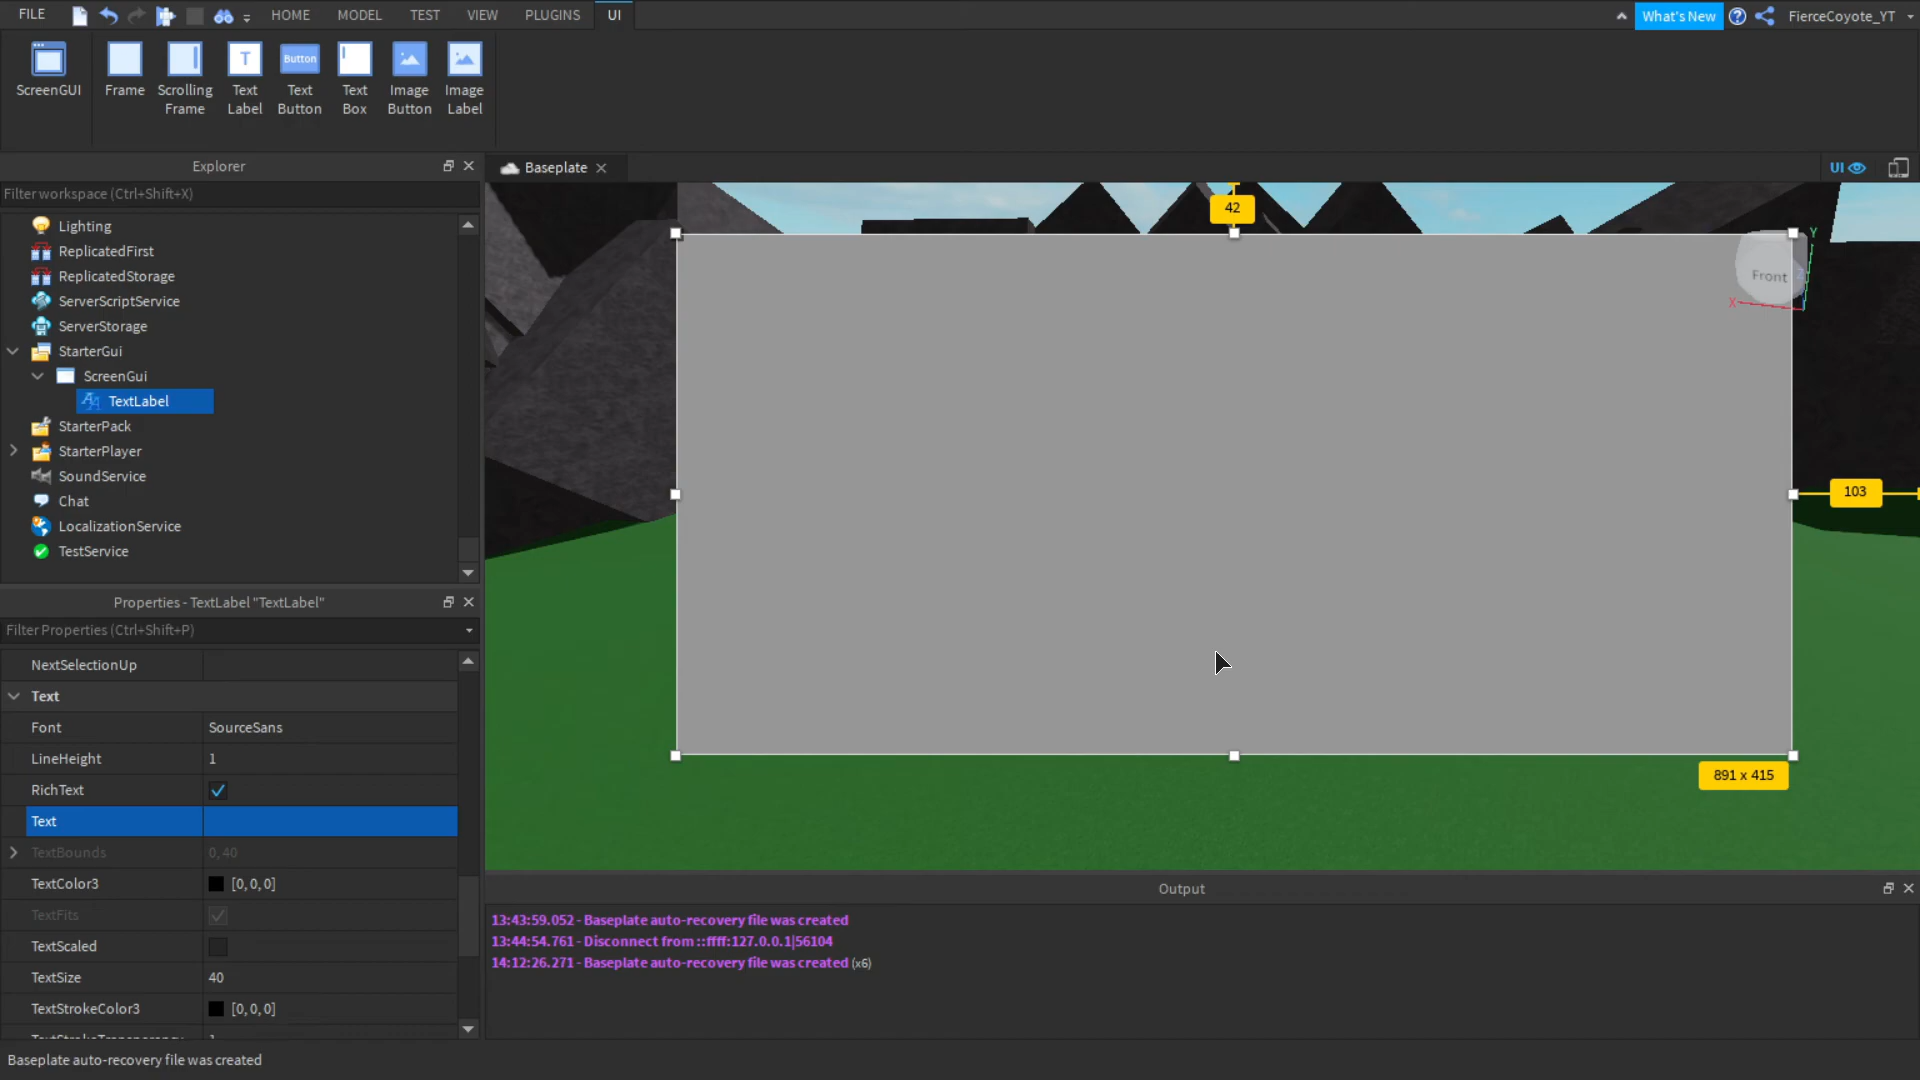 FILE HOME MODEL TEST VIEW PLUGINS UI What's New FierceCoyote_YT
ScreenGUI Frame Scrolling Frame T Text Label Button Text Button Text Box Image Button Image Label
Explorer
Filter workspace (Ctrl+Shift+X)
Lighting
ReplicatedFirst
ReplicatedStorage
ServerScriptService
ServerStorage
StarterGui
ScreenGui
TextLabel
StarterPack
StarterPlayer
SoundService
Chat
LocalizationService
TestService
Properties - TextLabel "TextLabel"
Filter Properties (Ctrl+Shift+P)
NextSelectionUp
Text
Font SourceSans
LineHeight 1
RichText
Text
TextBounds 0, 40
TextColor3 [0, 0, 0]
TextFits
TextScaled
TextSize 40
TextStrokeColor3 [0, 0, 0]
TextStrokeTransparency 1
Baseplate
UI
42
Y
Front
Z
X
103
891 x 415
Output
13:43:59.052 - Baseplate auto-recovery file was created
13:44:54.761 - Disconnect from ::ffff:127.0.0.1|56104
14:12:26.271 - Baseplate auto-recovery file was created (x6)
Baseplate auto-recovery file was created